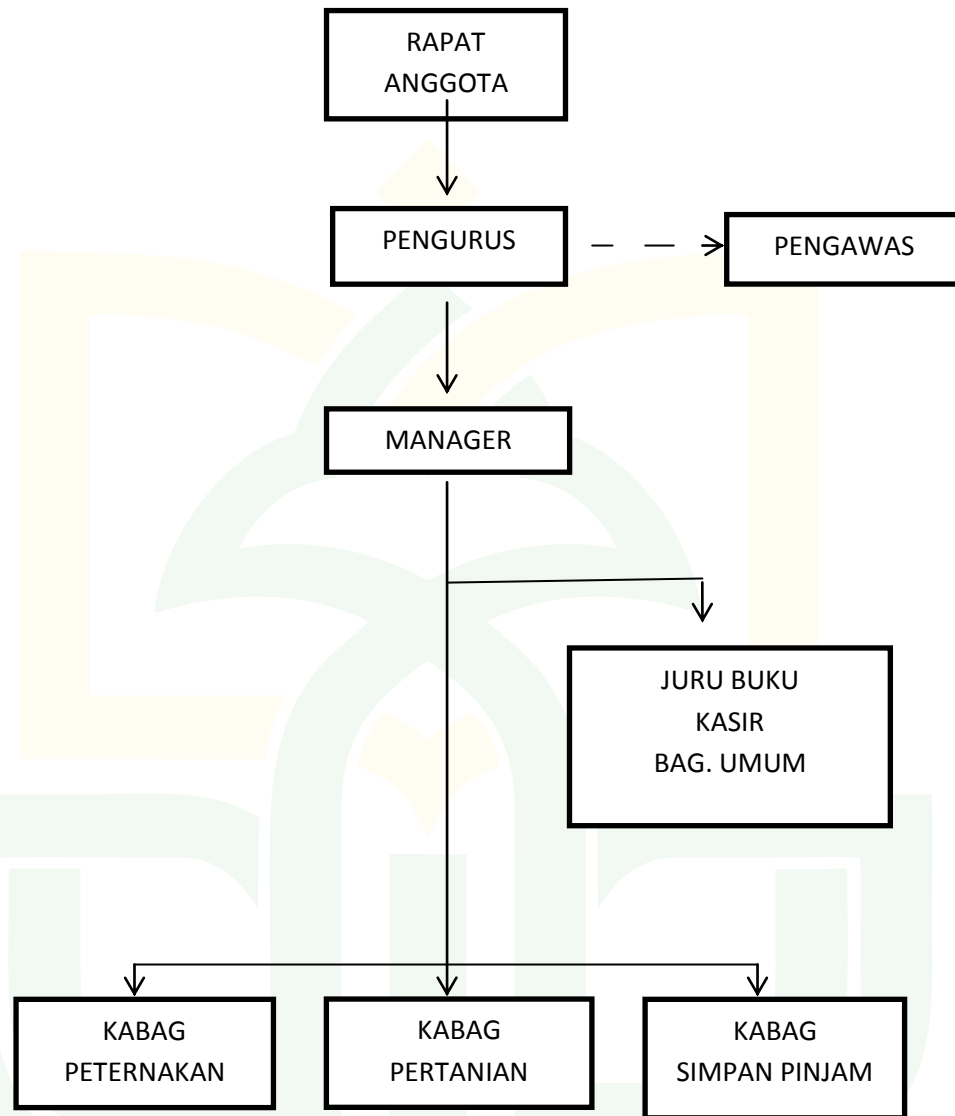 RAPAT
ANGGOTA
PENGURUS
PENGAWAS
MANAGER
JURU BUKU
KASIR
BAG. UMUM
KABAG
PETERNAKAN
KABAG
PERTANIAN
KABAG
SIMPAN PINJAM